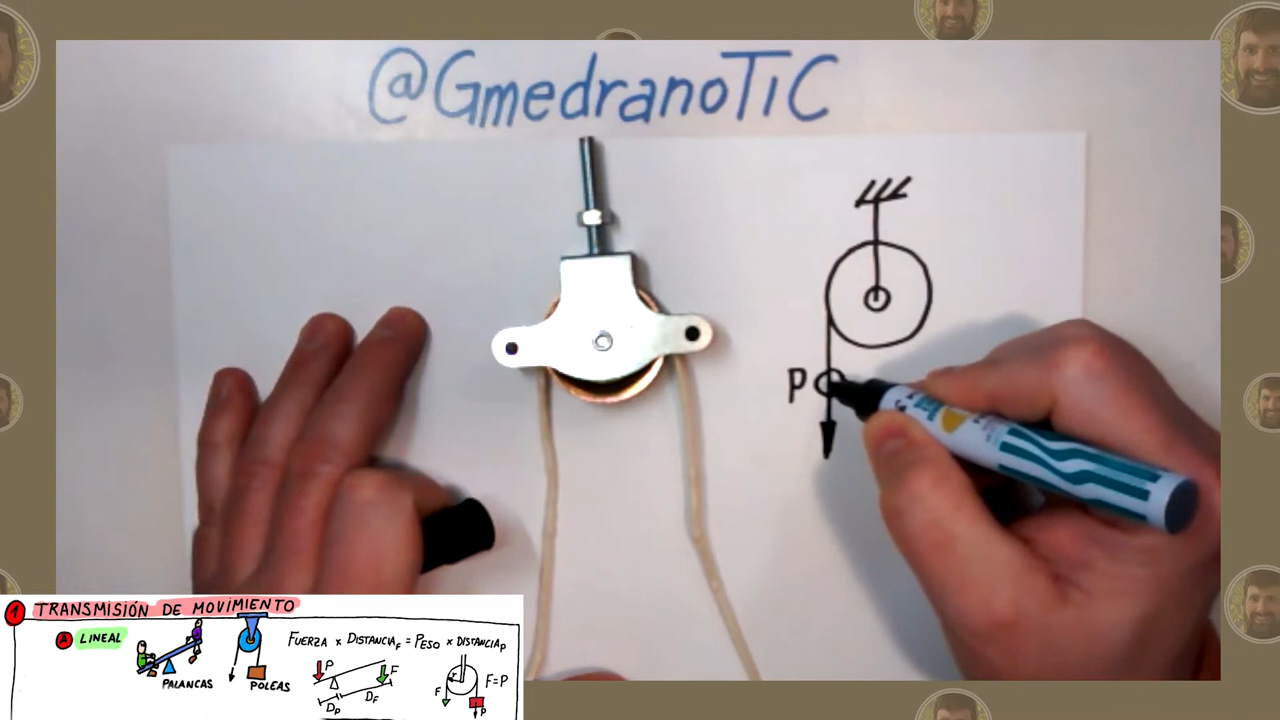 @GmedranoTiC
P
1 TRANSMISIÓN DE MOVIMIENTO
A LINEAL
FUERZA x DISTANCIAF = PESO x DISTANCIAP
PALANCAS
POLEAS
P
F
DP
DF
r
F
P
F=P